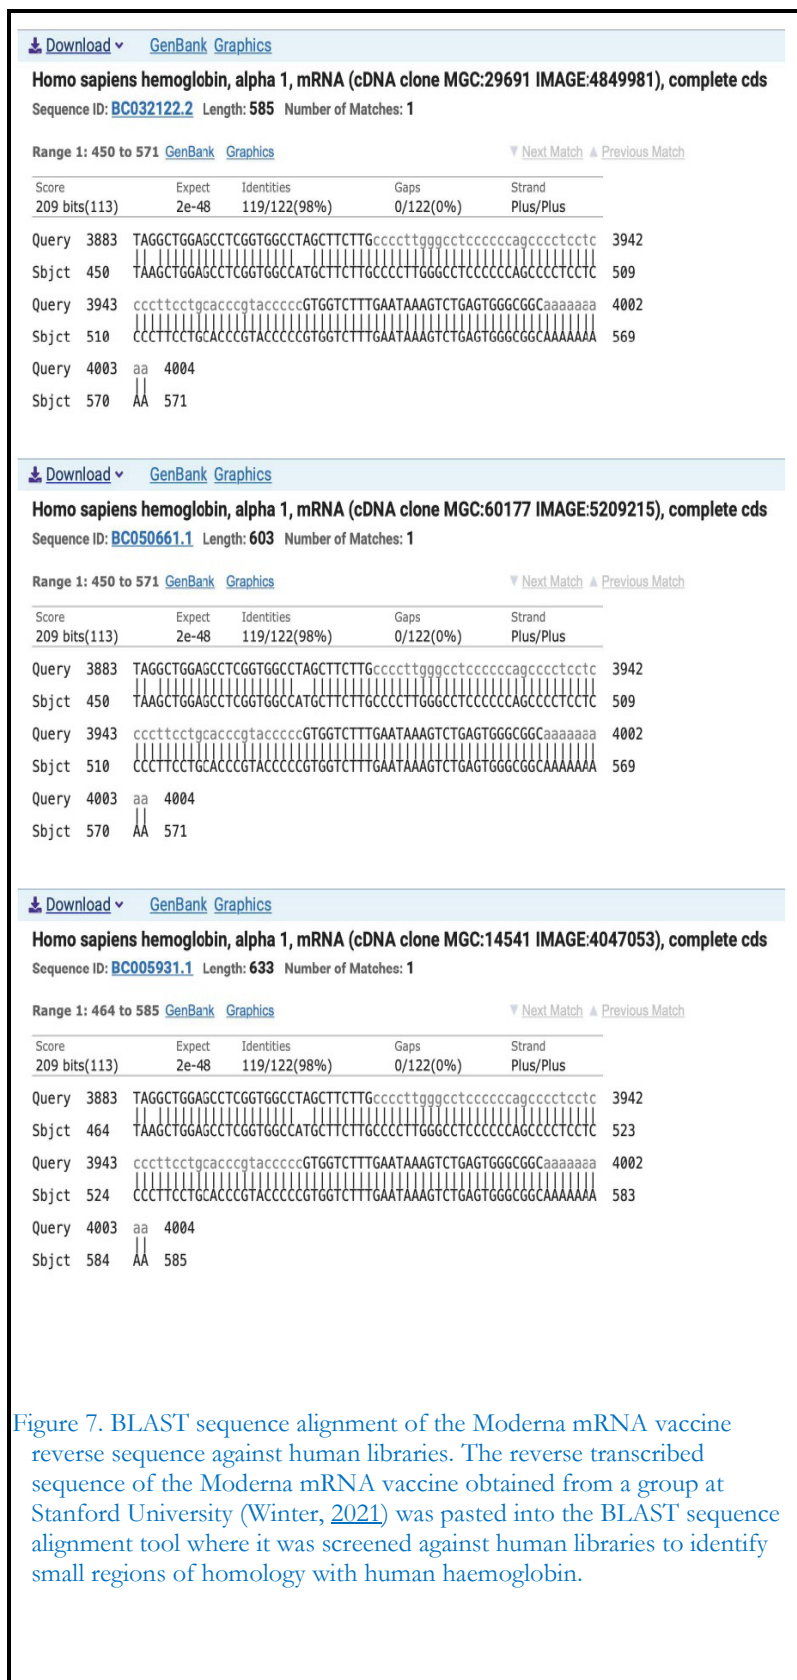 Download GenBank Graphics
Homo sapiens hemoglobin, alpha 1, mRNA (cDNA clone MGC:29691 IMAGE:4849981), complete cds
Sequence ID: BC032122.2 Length: 585 Number of Matches: 1
Range 1: 450 to 571 GenBank Graphics Next Match Previous Match
Score Expect Identities Gaps Strand
209 bits(113) 2e-48 119/122(98%) 0/122(0%) Plus/Plus
Query 3883 TAGGCTGGAGCCTCGGTGGCCTAGCTTCTTGccccttgggcctccccccagcccctcctc 3942
Sbjct 450 TAAGCTGGAGCCTCGGTGGCCATGCTTCTTGCCCCTTGGGCCTCCCCCCAGCCCCTCCTC 509
Query 3943 cccttcctgcacccgtacccccGTGGTCTTTGAATAAAGTCTGAGTGGGCGGCaaaaaaa 4002
Sbjct 510 CCCTTCCTGCACCCGTACCCCCGTGGTCTTTGAATAAAGTCTGAGTGGGCGGCAAAAAAA 569
Query 4003 aa 4004
Sbjct 570 AA 571
Download GenBank Graphics
Homo sapiens hemoglobin, alpha 1, mRNA (cDNA clone MGC:60177 IMAGE:5209215), complete cds
Sequence ID: BC050661.1 Length: 603 Number of Matches: 1
Range 1: 450 to 571 GenBank Graphics Next Match Previous Match
Score Expect Identities Gaps Strand
209 bits(113) 2e-48 119/122(98%) 0/122(0%) Plus/Plus
Query 3883 TAGGCTGGAGCCTCGGTGGCCTAGCTTCTTGccccttgggcctccccccagcccctcctc 3942
Sbjct 450 TAAGCTGGAGCCTCGGTGGCCATGCTTCTTGCCCCTTGGGCCTCCCCCCAGCCCCTCCTC 509
Query 3943 cccttcctgcacccgtacccccGTGGTCTTTGAATAAAGTCTGAGTGGGCGGCaaaaaaa 4002
Sbjct 510 CCCTTCCTGCACCCGTACCCCCGTGGTCTTTGAATAAAGTCTGAGTGGGCGGCAAAAAAA 569
Query 4003 aa 4004
Sbjct 570 AA 571
Download GenBank Graphics
Homo sapiens hemoglobin, alpha 1, mRNA (cDNA clone MGC:14541 IMAGE:4047053), complete cds
Sequence ID: BC005931.1 Length: 633 Number of Matches: 1
Range 1: 464 to 585 GenBank Graphics Next Match Previous Match
Score Expect Identities Gaps Strand
209 bits(113) 2e-48 119/122(98%) 0/122(0%) Plus/Plus
Query 3883 TAGGCTGGAGCCTCGGTGGCCTAGCTTCTTGccccttgggcctccccccagcccctcctc 3942
Sbjct 464 TAAGCTGGAGCCTCGGTGGCCATGCTTCTTGCCCCTTGGGCCTCCCCCCAGCCCCTCCTC 523
Query 3943 cccttcctgcacccgtacccccGTGGTCTTTGAATAAAGTCTGAGTGGGCGGCaaaaaaa 4002
Sbjct 524 CCCTTCCTGCACCCGTACCCCCGTGGTCTTTGAATAAAGTCTGAGTGGGCGGCAAAAAAA 583
Query 4003 aa 4004
Sbjct 584 AA 585
Figure 7. BLAST sequence alignment of the Moderna mRNA vaccine
reverse sequence against human libraries. The reverse transcribed
sequence of the Moderna mRNA vaccine obtained from a group at
Stanford University (Winter, 2021) was pasted into the BLAST sequence
alignment tool where it was screened against human libraries to identify
small regions of homology with human haemoglobin.